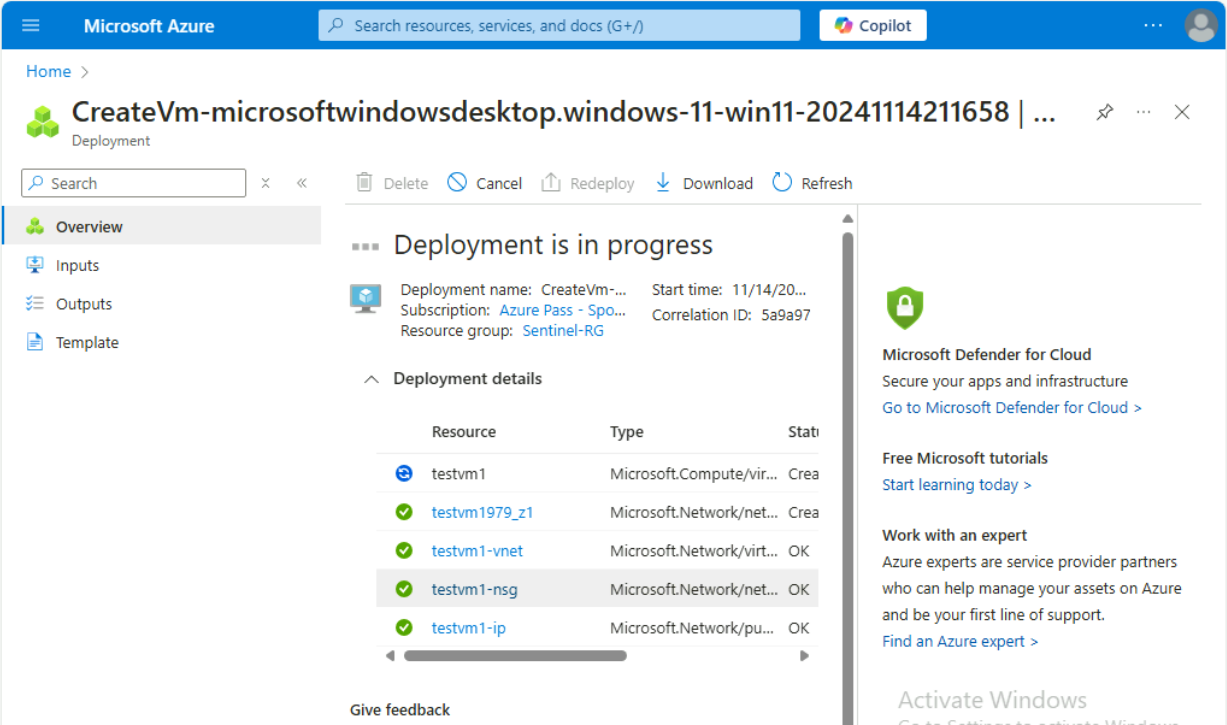 Microsoft Azure
Search resources, services, and docs (G+/)
Copilot
Home >
CreateVm-microsoftwindowsdesktop.windows-11-win11-20241114211658 | ...
Deployment
Search
Delete
Cancel
Redeploy
Download
Refresh
Overview
Inputs
Outputs
Template
Deployment is in progress
Deployment name: CreateVm-...
Subscription: Azure Pass - Spo...
Resource group: Sentinel-RG
Start time: 11/14/20...
Correlation ID: 5a9a97
Deployment details
Resource Type Statu
testvm1 Microsoft.Compute/vir... Crea
testvm1979_z1 Microsoft.Network/net... Crea
testvm1-vnet Microsoft.Network/virt... OK
testvm1-nsg Microsoft.Network/net... OK
testvm1-ip Microsoft.Network/pu... OK
Give feedback
Microsoft Defender for Cloud
Secure your apps and infrastructure
Go to Microsoft Defender for Cloud >
Free Microsoft tutorials
Start learning today >
Work with an expert
Azure experts are service provider partners
who can help manage your assets on Azure
and be your first line of support.
Find an Azure expert >
Activate Windows
Go to Settings to activate Windows